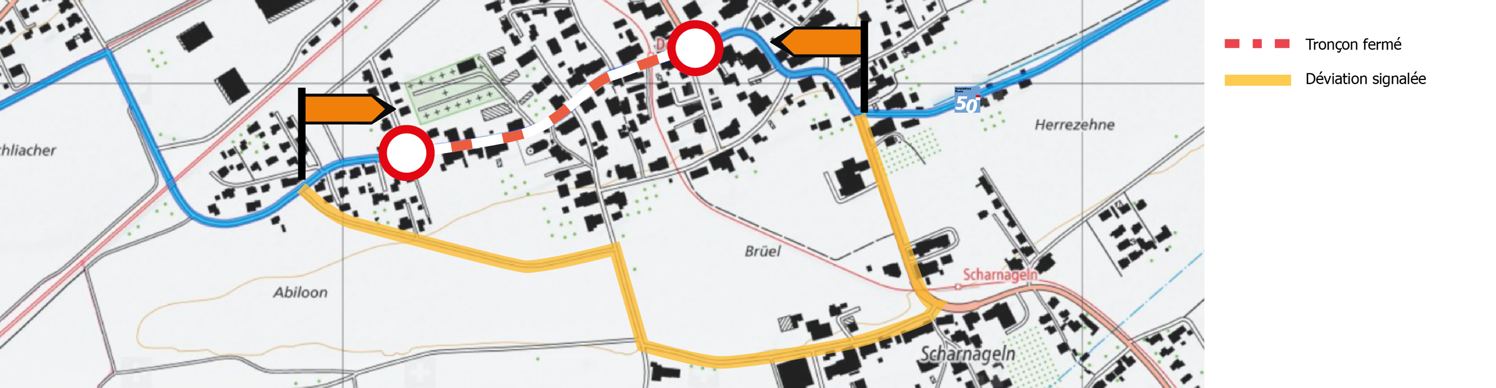 D
50
chliacher
Herrezehne
Brüel
Scharnageln
Abiloon
Scharnageln
Tronçon fermé
Déviation signalée